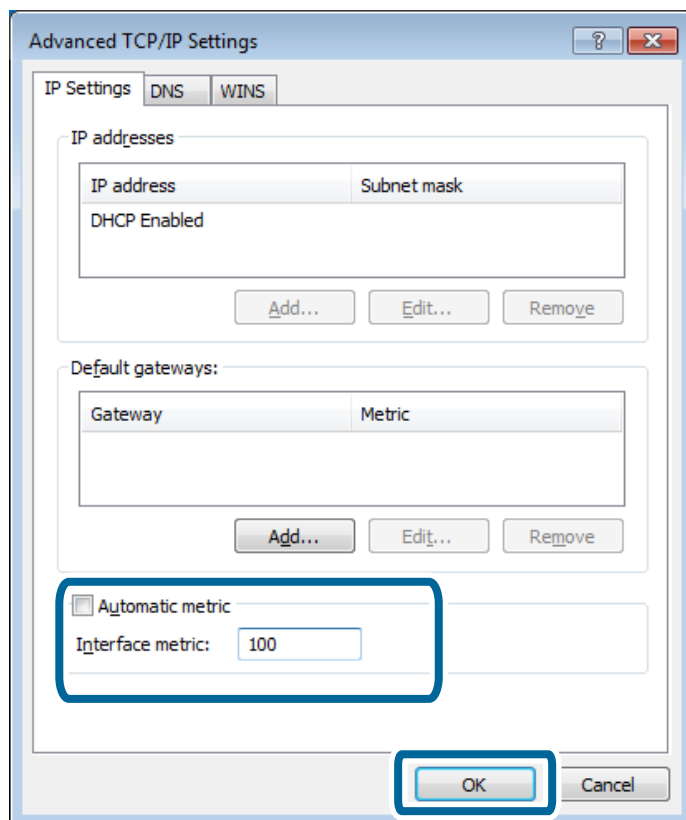 Advanced TCP/IP Settings
?
IP Settings DNS WINS
IP addresses
IP address Subnet mask
DHCP Enabled
Add... Edit... Remove
Default gateways:
Gateway Metric
Add... Edit... Remove
Automatic metric
Interface metric: 100
OK Cancel